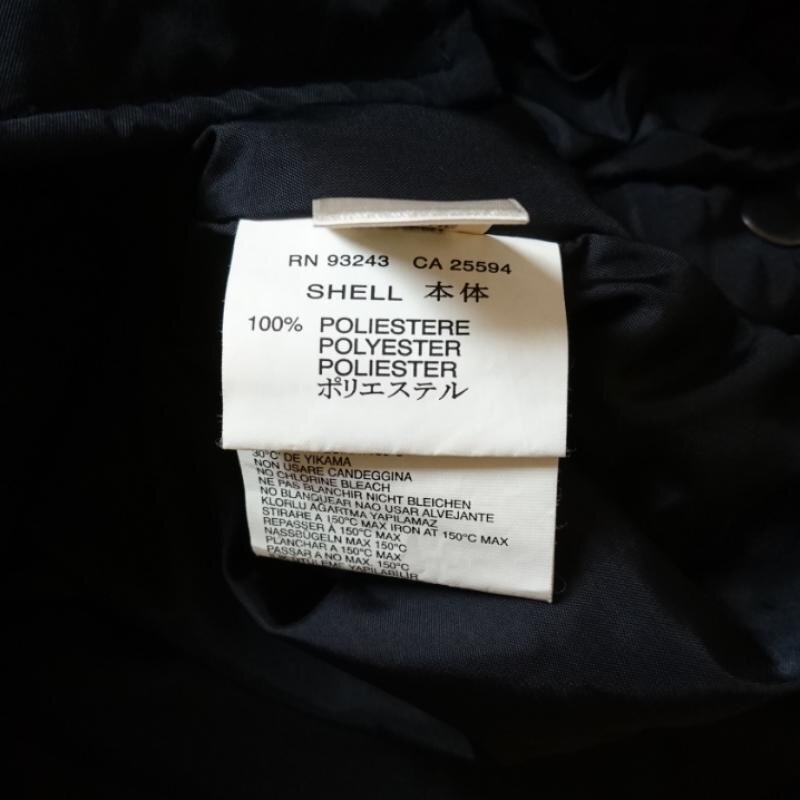 RN 93243 CA 25594
SHELL 本体
100% POLIESTERE
POLYESTER
POLIESTER
ポリエステル
30°C DE YIKAMA
NON USARE CANDEGGINA
NO CHLORINE BLEACH
NE PAS BLANCHIR NICHT BLEICHEN
NO BLANQUEAR NAO USAR ALVEJANTE
KLORLU AGARTMA YAPILAMAZ
STIRARE A 150°C MAX IRON AT 150°C MAX
REPASSER À 150°C MAX
NASSBÜGELN MAX 150°C
PLANCHAR A 150°C MAX
PASSAR A NO MAX. 150°C
YAPILABILIR